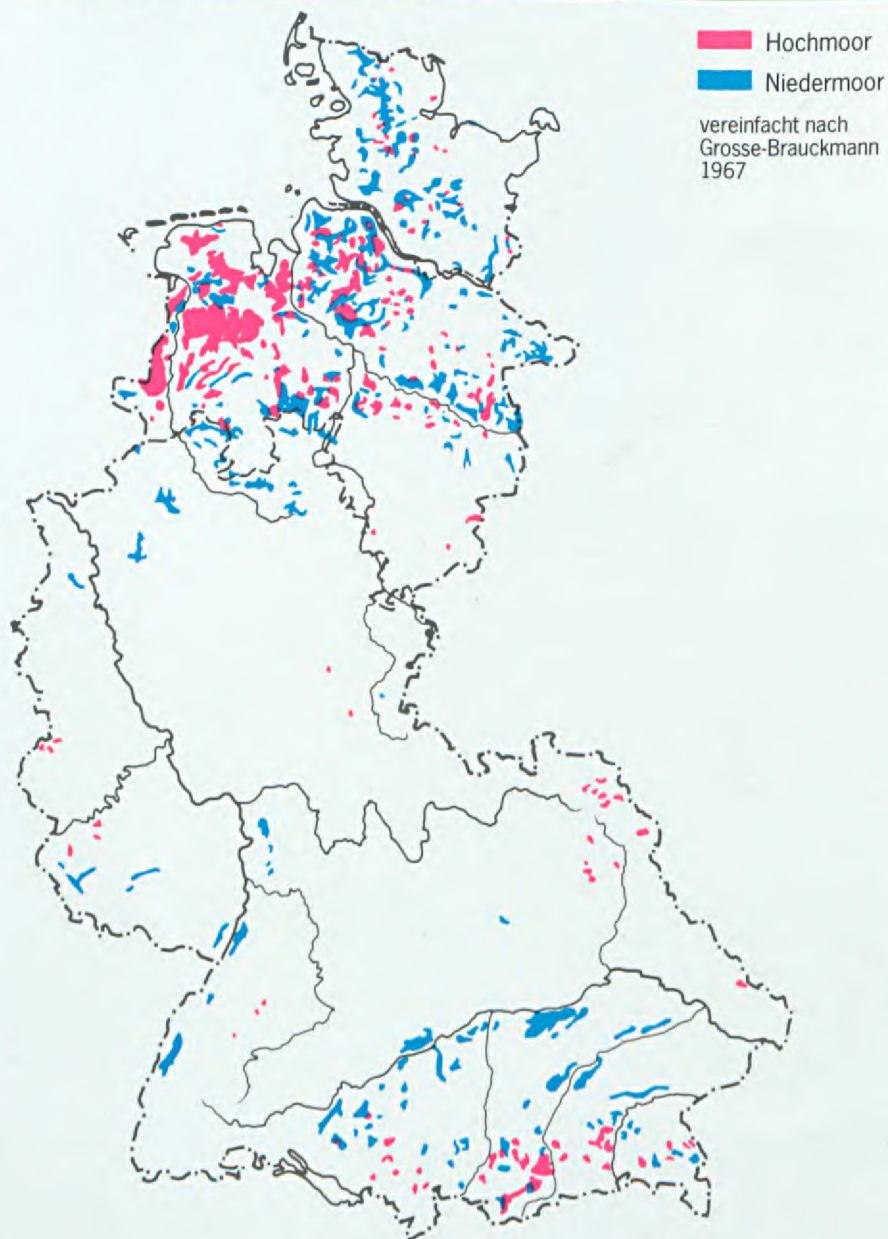 Hochmoor
Niedermoor
vereinfacht nach
Grosse-Brauckmann
1967